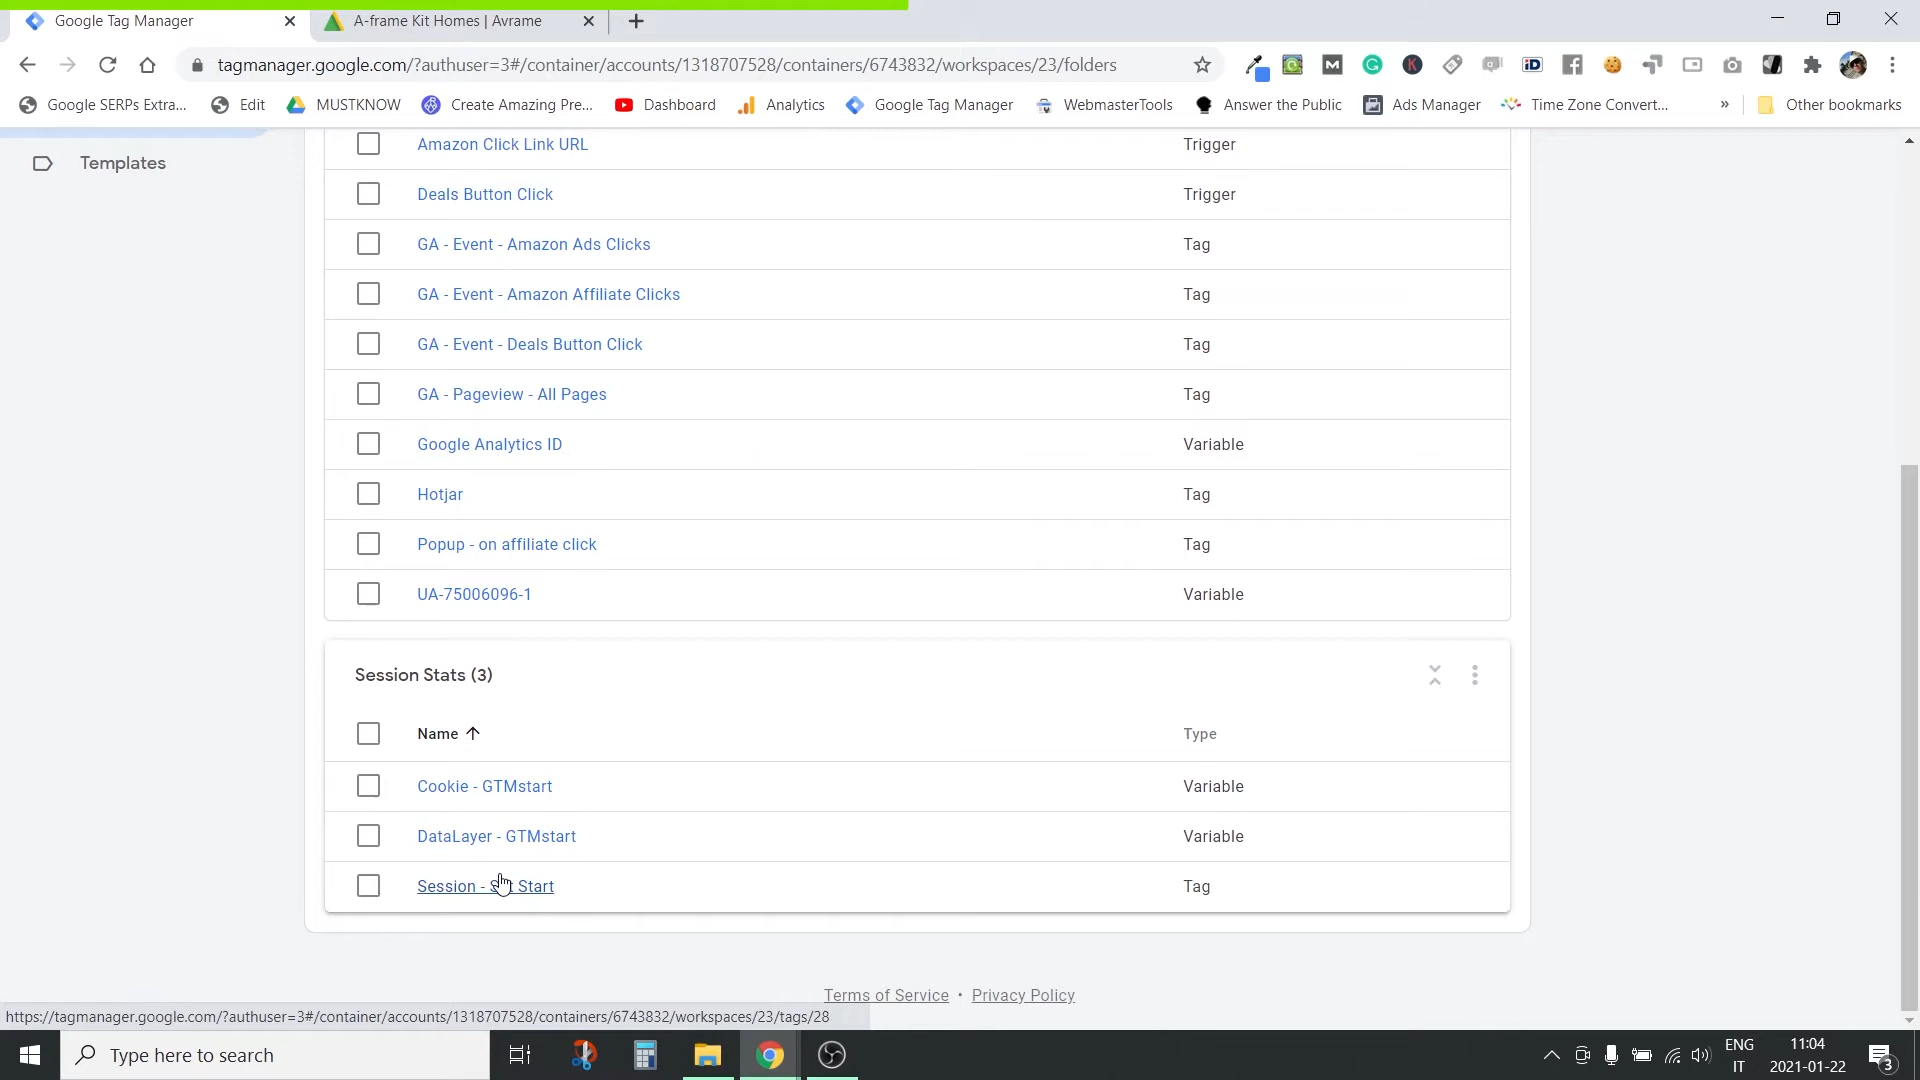 Google Tag Manager
A-frame Kit Homes | Avrame
tagmanager.google.com/?authuser=3#/container/accounts/1318707528/containers/6743832/workspaces/23/folders
Google SERPs Extra...
Edit
MUSTKNOW
Create Amazing Pre...
Dashboard
Analytics
Google Tag Manager
WebmasterTools
Answer the Public
Ads Manager
Time Zone Convert...
»
Other bookmarks
Templates
Amazon Click Link URL Trigger
Deals Button Click Trigger
GA - Event - Amazon Ads Clicks Tag
GA - Event - Amazon Affiliate Clicks Tag
GA - Event - Deals Button Click Tag
GA - Pageview - All Pages Tag
Google Analytics ID Variable
Hotjar Tag
Popup - on affiliate click Tag
UA-75006096-1 Variable
Session Stats (3)
Name Type
Cookie - GTMstart Variable
DataLayer - GTMstart Variable
Session - Start Tag
Terms of Service • Privacy Policy
https://tagmanager.google.com/?authuser=3#/container/accounts/1318707528/containers/6743832/workspaces/23/tags/28
Type here to search
ENG
IT
11:04
2021-01-22
3